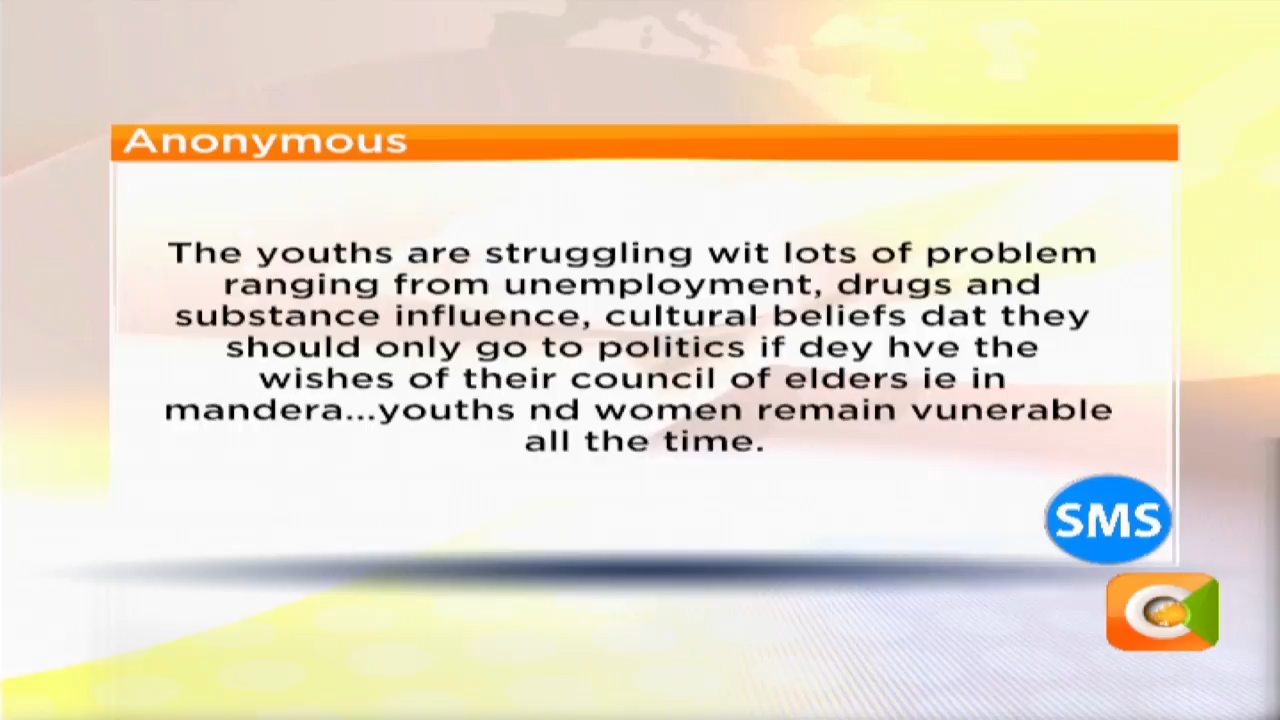 Anonymous
The youths are struggling wit lots of problem
ranging from unemployment, drugs and
substance influence, cultural beliefs dat they
should only go to politics if dey hve the
wishes of their council of elders ie in
mandera...youths nd women remain vunerable
all the time.
SMS